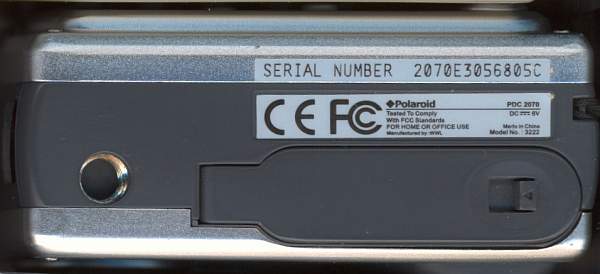 SERIAL NUMBER 2070E3056805C
CE FC Polaroid PDC 2070
Tested To Comply DC 6V
With FCC Standards
FOR HOME OR OFFICE USE Made in China
Manufactured by: WWL Model No.: 3222